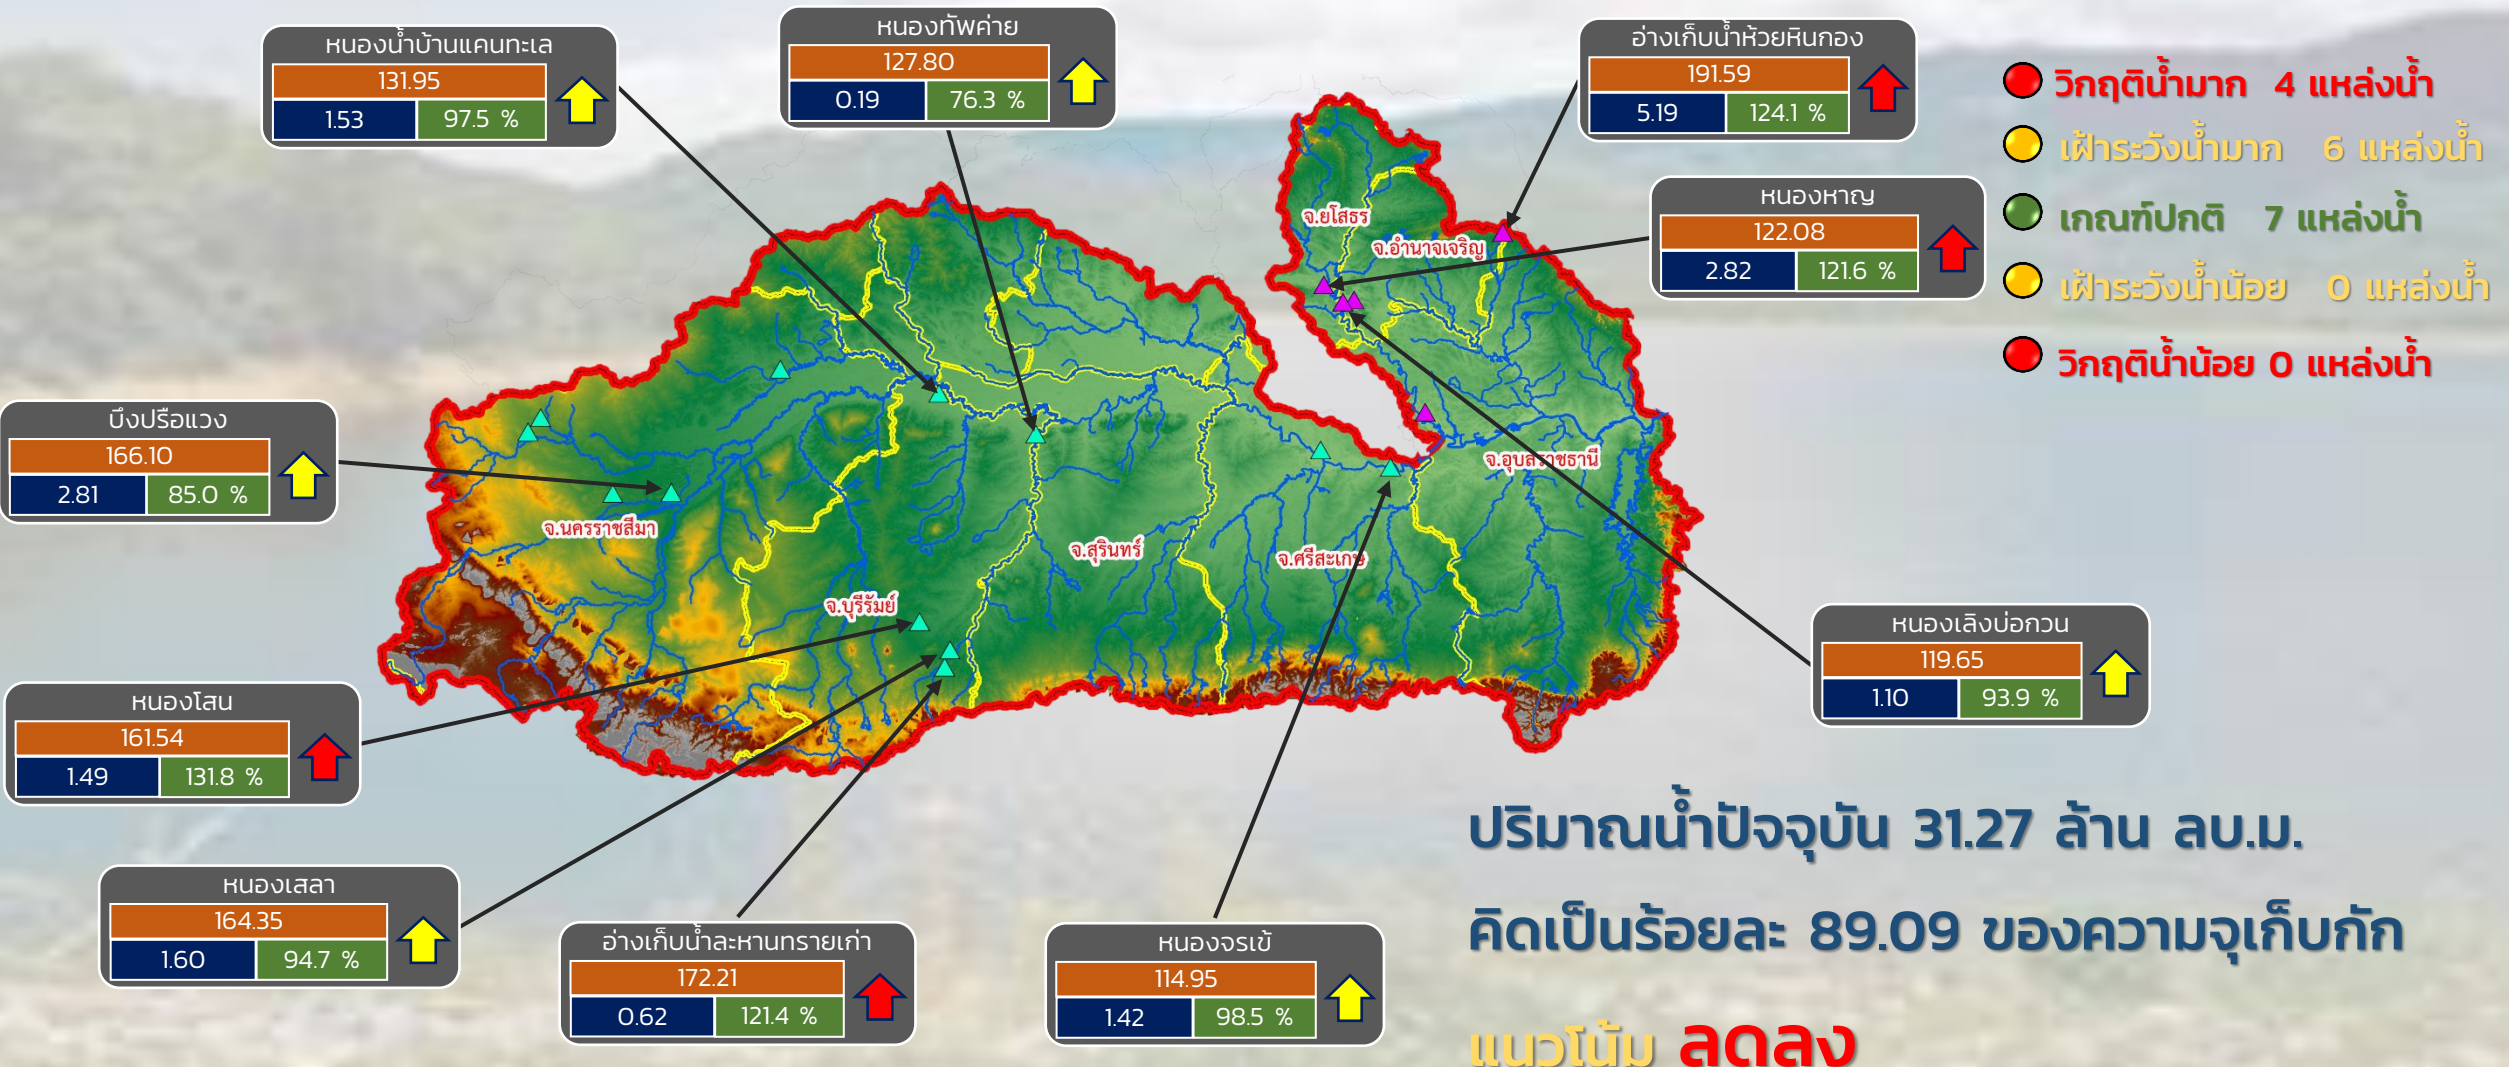 หนองน้ำบ้านแคนทะเล
131.95
1.53 97.5 %
หนองทัพค่าย
127.80
0.19 76.3 %
อ่างเก็บน้ำห้วยหินกอง
191.59
5.19 124.1 %
วิกฤติน้ำมาก 4 แหล่งน้ำ
เฝ้าระวังน้ำมาก 6 แหล่งน้ำ
เกณฑ์ปกติ 7 แหล่งน้ำ
เฝ้าระวังน้ำน้อย 0 แหล่งน้ำ
วิกฤติน้ำน้อย 0 แหล่งน้ำ
หนองหาญ
122.08
2.82 121.6 %
จ.ยโสธร
จ.อำนาจเจริญ
บึงปรือแวง
166.10
2.81 85.0 %
จ.อุบลราชธานี
จ.นครราชสีมา
จ.สุรินทร์
จ.ศรีสะเกษ
จ.บุรีรัมย์
หนองเลิงบ่อกวน
119.65
1.10 93.9 %
หนองโสน
161.54
1.49 131.8 %
หนองเสลา
164.35
1.60 94.7 %
อ่างเก็บน้ำละหานทรายเก่า
172.21
0.62 121.4 %
หนองจรเข้
114.95
1.42 98.5 %
ปริมาณน้ำปัจจุบัน 31.27 ล้าน ลบ.ม.
คิดเป็นร้อยละ 89.09 ของความจุเก็บกัก
แนวโน้ม ลดลง